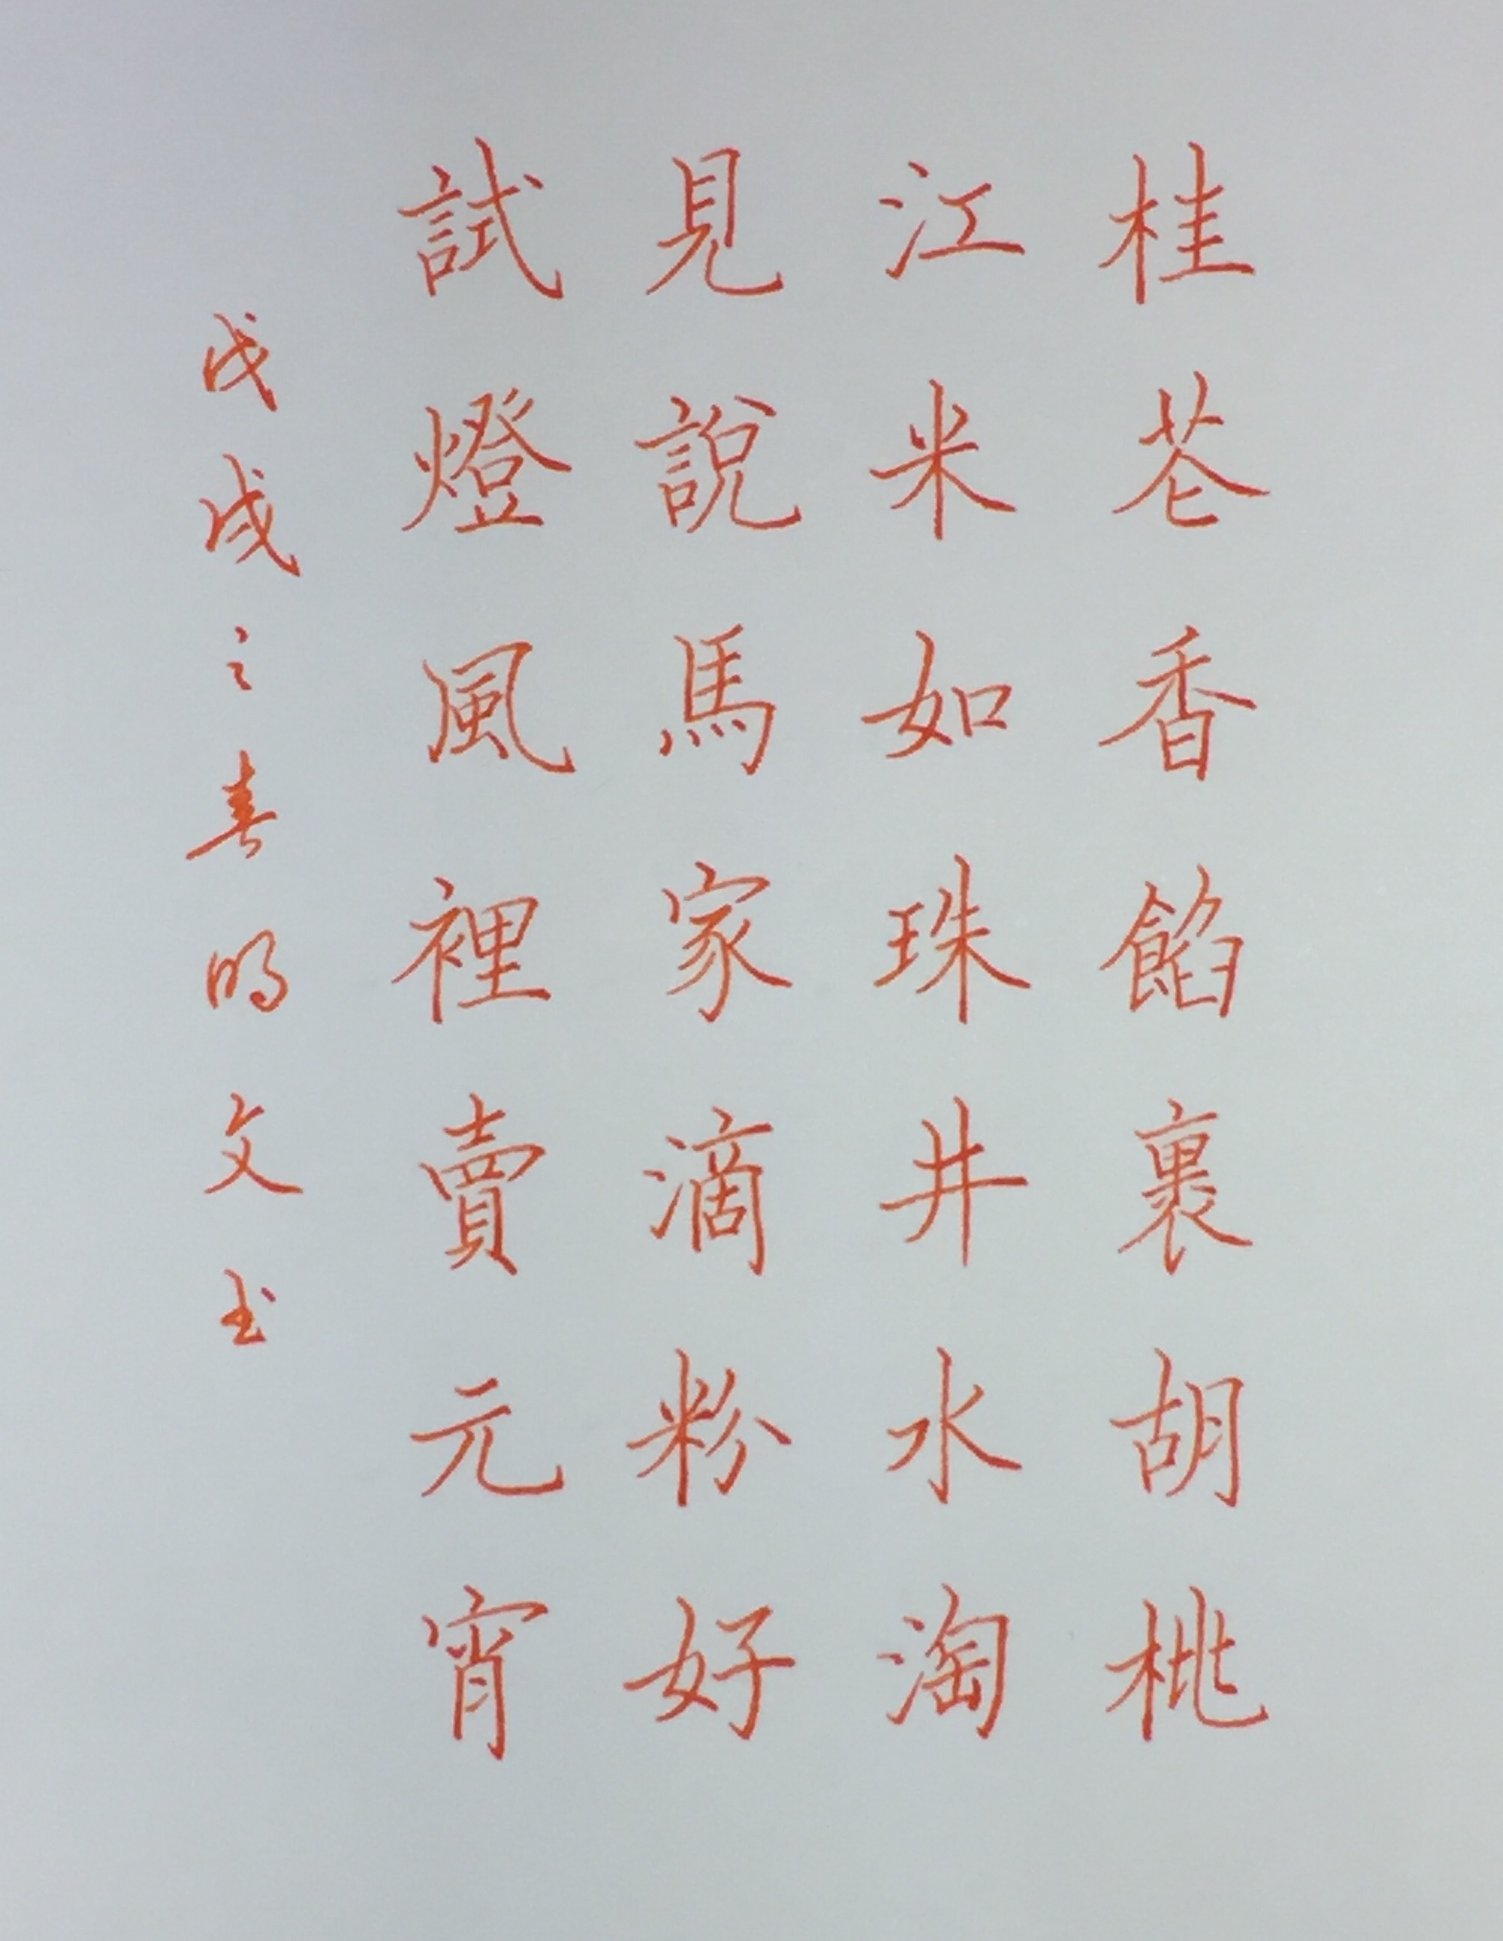 桂花香餡裹胡桃
江米如珠井水淘
見說馬家滴粉好
試燈風裡賣元宵
戊戌之春明文书